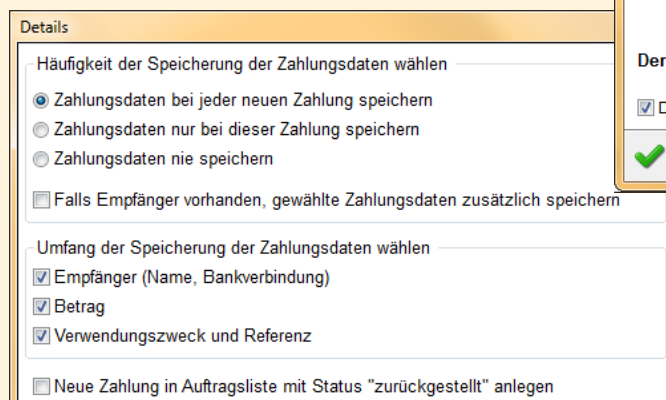 Details
Häufigkeit der Speicherung der Zahlungsdaten wählen
Zahlungsdaten bei jeder neuen Zahlung speichern
Zahlungsdaten nur bei dieser Zahlung speichern
Zahlungsdaten nie speichern
Falls Empfänger vorhanden, gewählte Zahlungsdaten zusätzlich speichern
Umfang der Speicherung der Zahlungsdaten wählen
Empfänger (Name, Bankverbindung)
Betrag
Verwendungszweck und Referenz
Neue Zahlung in Auftragsliste mit Status "zurückgestellt" anlegen
Der